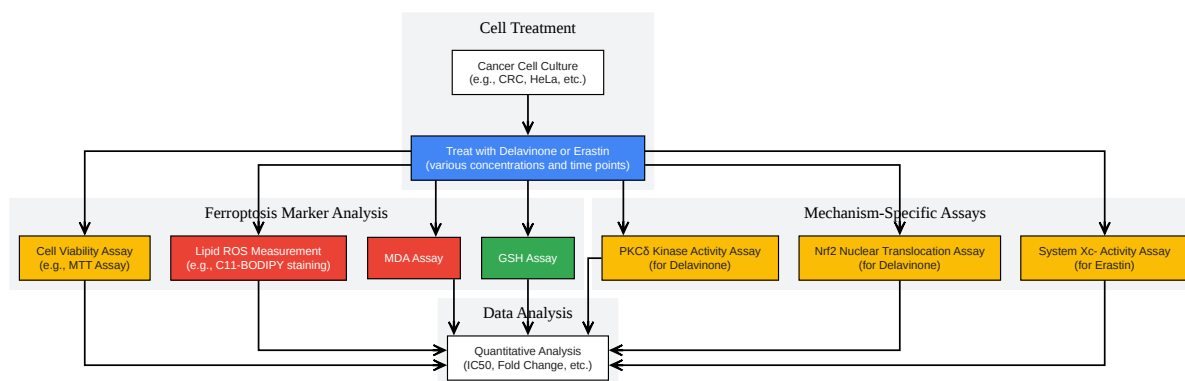 Cell Treatment
Cancer Cell Culture
(e.g., CRC, HeLa, etc.)
Treat with Delavinone or Erastin
(various concentrations and time points)
Ferroptosis Marker Analysis
Mechanism-Specific Assays
Cell Viability Assay
(e.g., MTT Assay)
Lipid ROS Measurement
(e.g., C11-BODIPY staining)
MDA Assay
GSH Assay
PKCδ Kinase Activity Assay
(for Delavinone)
Nrf2 Nuclear Translocation Assay
(for Delavinone)
System Xc- Activity Assay
(for Erastin)
Data Analysis
Quantitative Analysis
(IC50, Fold Change, etc.)